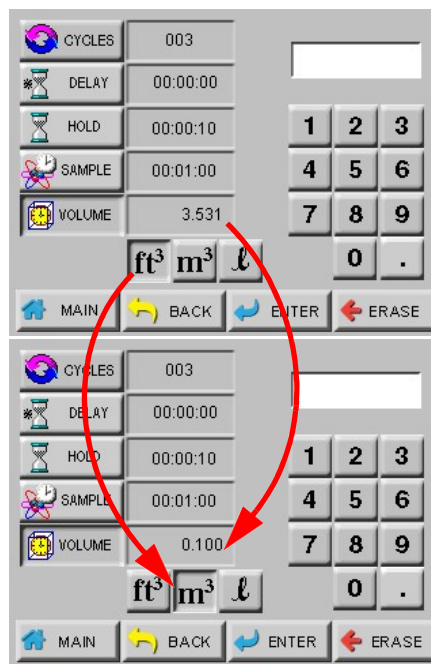 CYCLES 003
*DELAY 00:00:00
HOLD 00:00:10 1 2 3
SAMPLE 00:01:00 4 5 6
VOLUME 3.531 7 8 9
ft³ m³ ℓ 0 .
MAIN BACK ENTER ERASE
CYCLES 003
*DELAY 00:00:00
HOLD 00:00:10 1 2 3
SAMPLE 00:01:00 4 5 6
VOLUME 0.100 7 8 9
ft³ m³ ℓ 0 .
MAIN BACK ENTER ERASE